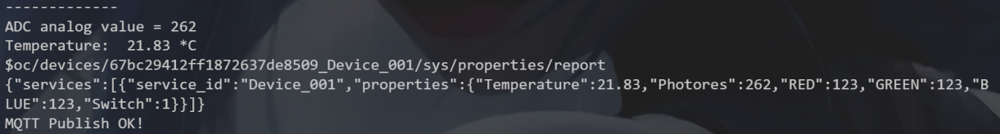 -------------
ADC analog value = 262
Temperature:  21.83 *C
$oc/devices/67bc29412ff1872637de8509_Device_001/sys/properties/report
{"services":[{"service_id":"Device_001","properties":{"Temperature":21.83,"Photores":262,"RED":123,"GREEN":123,"B
LUE":123,"Switch":1}}]}
MQTT Publish OK!